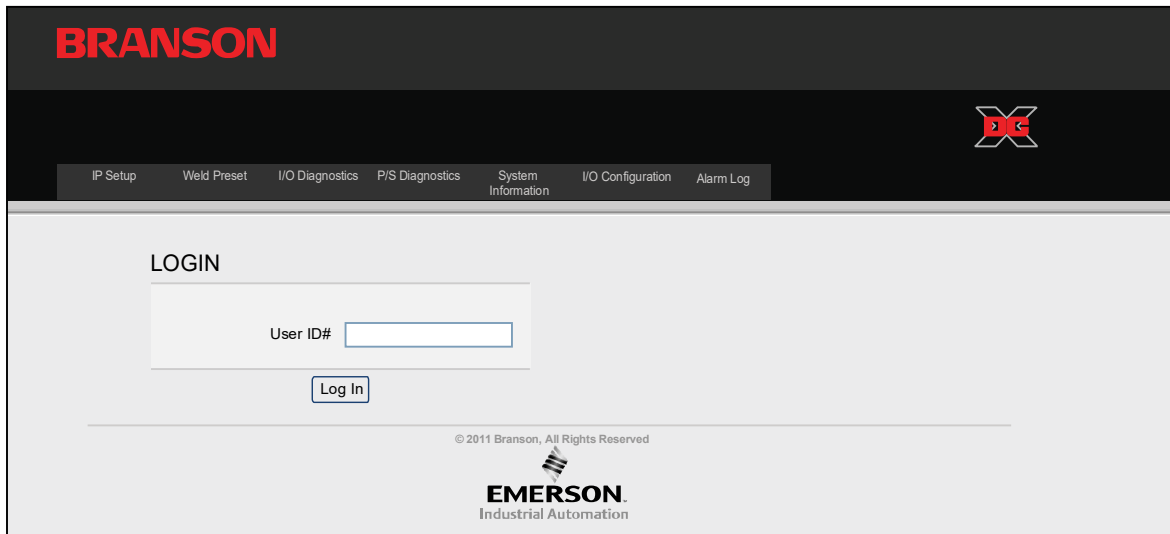 BRANSON
DCX
IP Setup Weld Preset I/O Diagnostics P/S Diagnostics System Information I/O Configuration Alarm Log
LOGIN
User ID#
Log In
© 2011 Branson, All Rights Reserved
EMERSON.
Industrial Automation